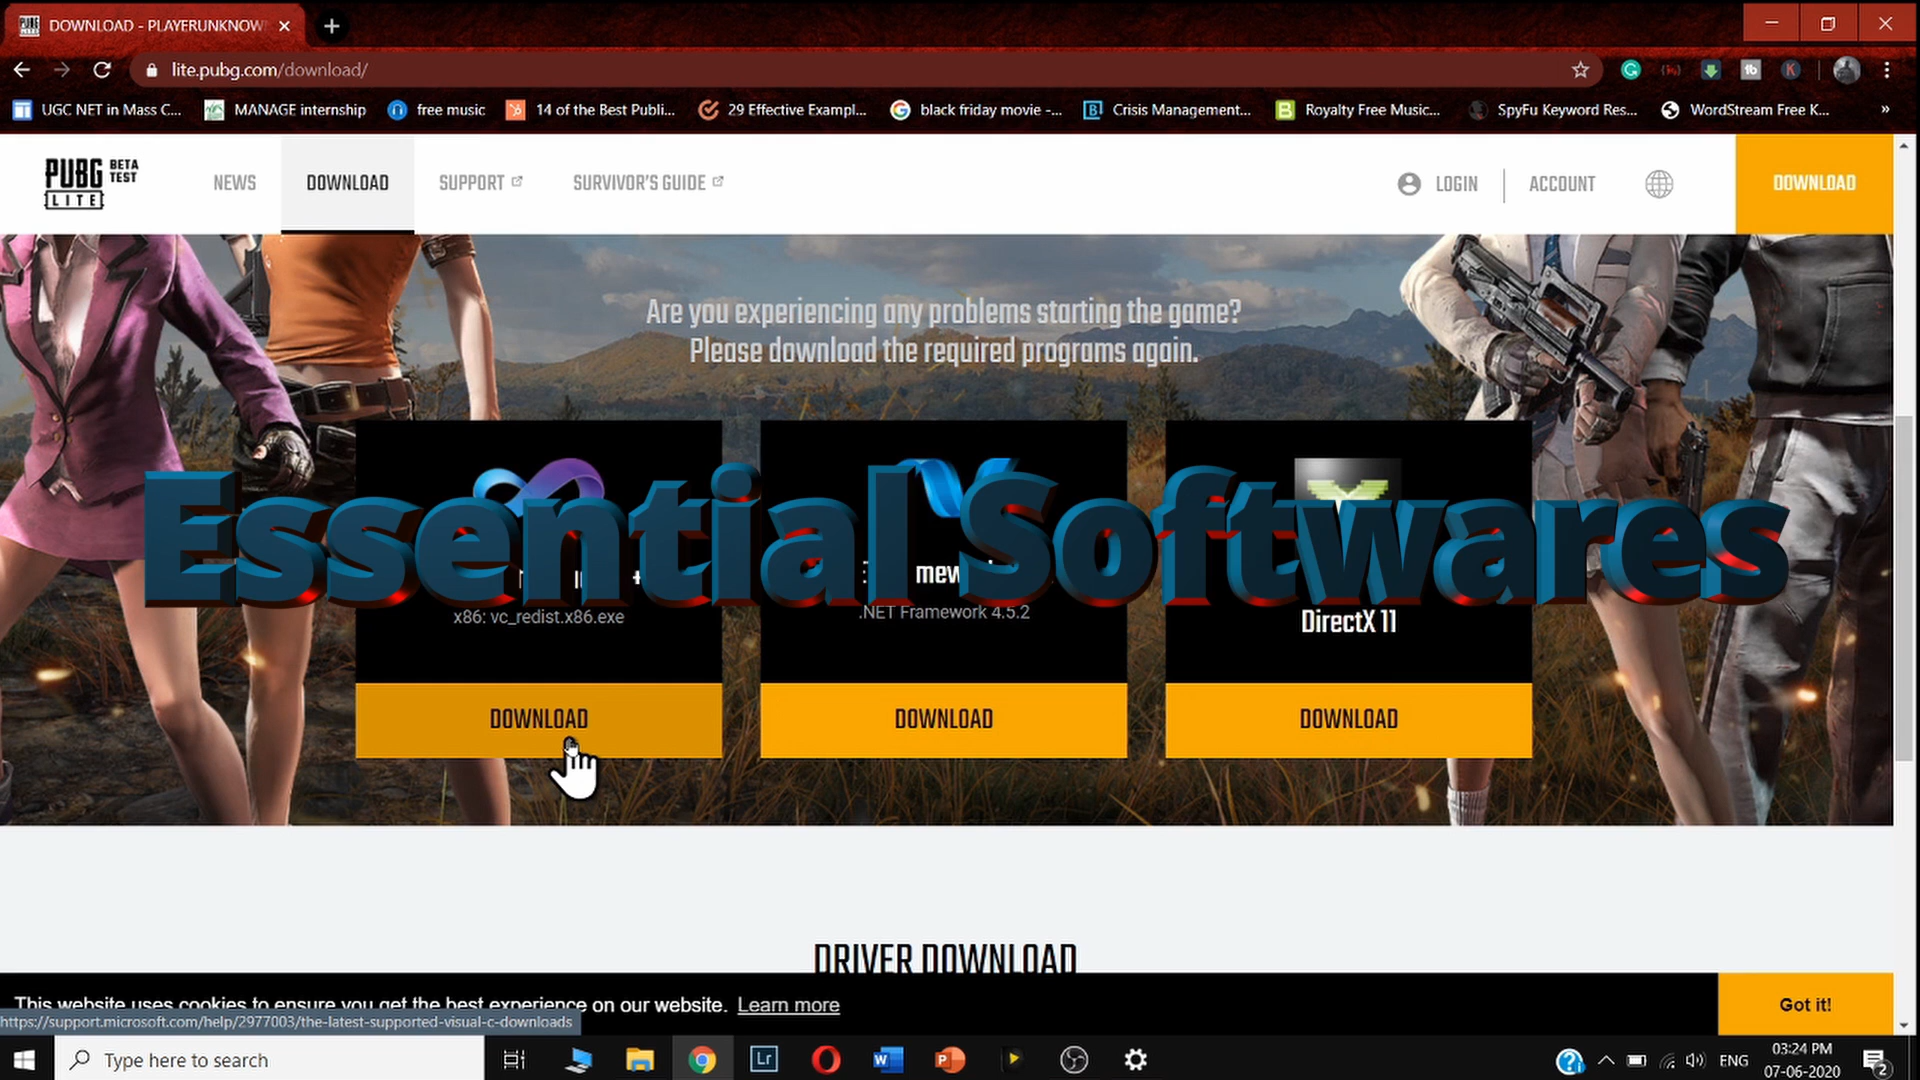 DOWNLOAD - PLAYERUNKNOW
lite.pubg.com/download/
UGC NET in Mass C...
MANAGE internship
free music
14 of the Best Publi...
29 Effective Exampl...
black friday movie -...
Crisis Management...
Royalty Free Music...
SpyFu Keyword Res...
WordStream Free K...
PUBG LITE
BETA TEST
NEWS
DOWNLOAD
SUPPORT
SURVIVOR'S GUIDE
LOGIN
ACCOUNT
DOWNLOAD
Are you experiencing any problems starting the game?
Please download the required programs again.
Essential Softwares
x86: vc_redist.x86.exe
.NET Framework 4.5.2
DirectX 11
DOWNLOAD
DOWNLOAD
DOWNLOAD
DRIVER DOWNLOAD
This website uses cookies to ensure you get the best experience on our website. Learn more
Got it!
https://support.microsoft.com/help/2977003/the-latest-supported-visual-c-downloads
Type here to search
Lr
ENG
03:24 PM
07-06-2020
2